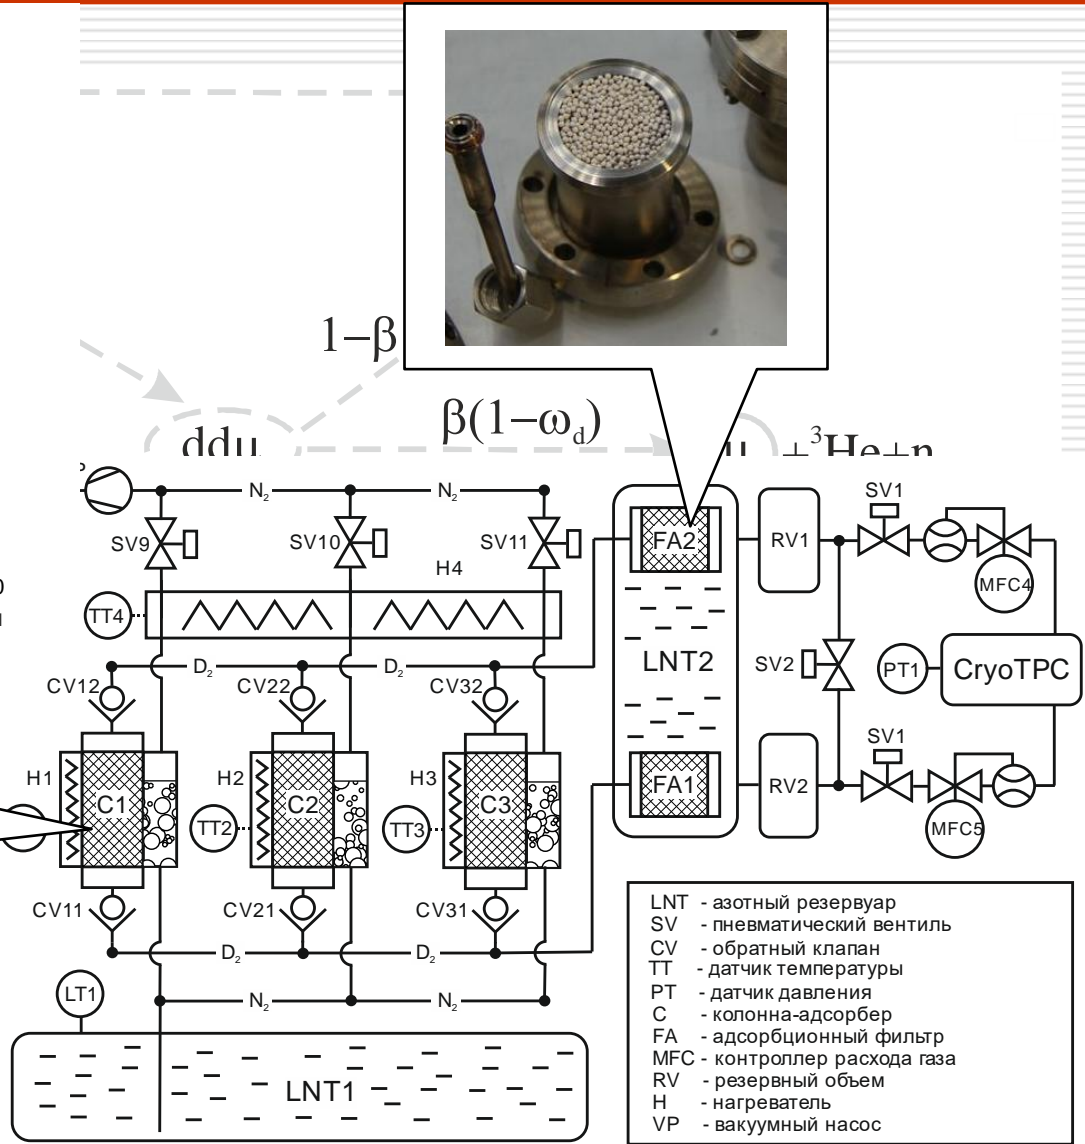 1−β
β(1−ω_d)
ddμ
μ +³He+n
N₂
N₂
SV1
SV9
SV10
SV11
FA2
RV1
H4
MFC4
TT4
D₂
D₂
LNT2
SV2
PT1
CryoTPC
CV12
CV22
CV32
H1
H2
H3
SV1
C1
C2
C3
FA1
RV2
TT2
TT3
MFC5
CV11
CV21
CV31
D₂
D₂
LT1
N₂
N₂
LNT1
LNT - азотный резервуар
SV - пневматический вентиль
CV - обратный клапан
TT - датчик температуры
PT - датчик давления
C - колонна-адсорбер
FA - адсорбционный фильтр
MFC - контроллер расхода газа
RV - резервный объем
H - нагреватель
VP - вакуумный насос